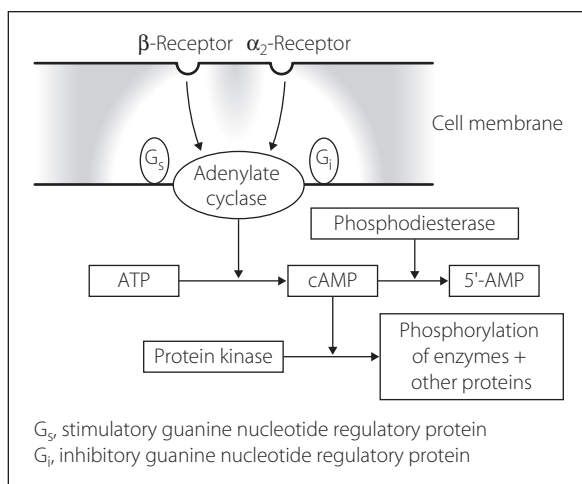 β-Receptor α₂-Receptor
Cell membrane
Gₛ
Gᵢ
Adenylate
cyclase
Phosphodiesterase
ATP
cAMP
5'-AMP
Protein kinase
Phosphorylation
of enzymes +
other proteins
Gₛ, stimulatory guanine nucleotide regulatory protein
Gᵢ, inhibitory guanine nucleotide regulatory protein